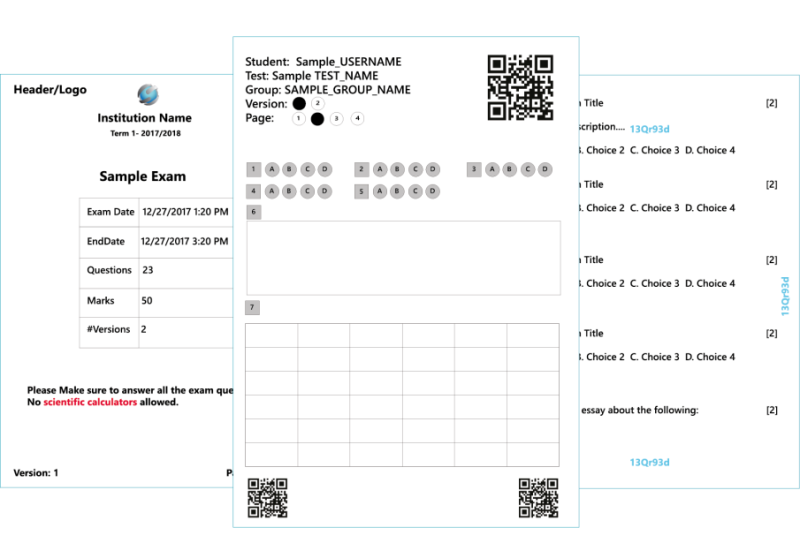 Header/Logo
Institution Name
Term 1- 2017/2018
Sample Exam
Exam Date 12/27/2017 1:20 PM
EndDate 12/27/2017 3:20 PM
Questions 23
Marks 50
#Versions 2
Please Make sure to answer all the exam que
No scientific calculators allowed.
Version: 1
Student: Sample_USERNAME
Test: Sample TEST_NAME
Group: SAMPLE_GROUP_NAME
Version: 2
Page: 1 3 4
1 A B C D 2 A B C D 3 A B C D
4 A B C D 5 A B C D
6
7
Title [2]
scription.... 13Qr93d
. Choice 2 C. Choice 3 D. Choice 4
Title [2]
. Choice 2 C. Choice 3 D. Choice 4
Title [2]
. Choice 2 C. Choice 3 D. Choice 4
13Qr93d
Title [2]
. Choice 2 C. Choice 3 D. Choice 4
essay about the following: [2]
13Qr93d